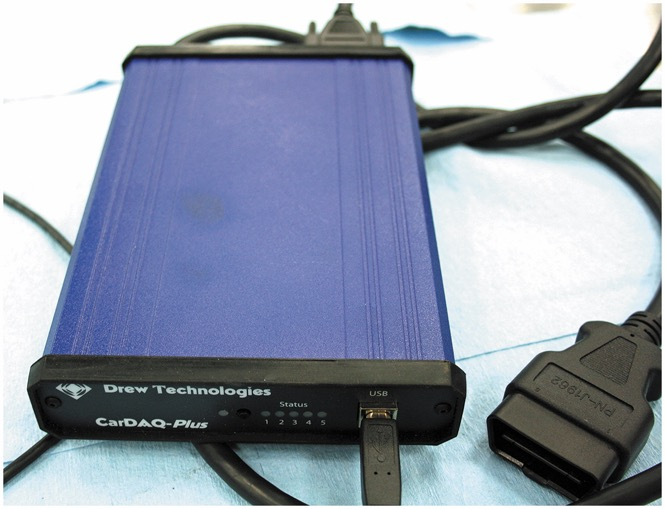 Drew Technologies
Status
USB
1 2 3 4 5
CarDAQ-Plus
PN-J1962